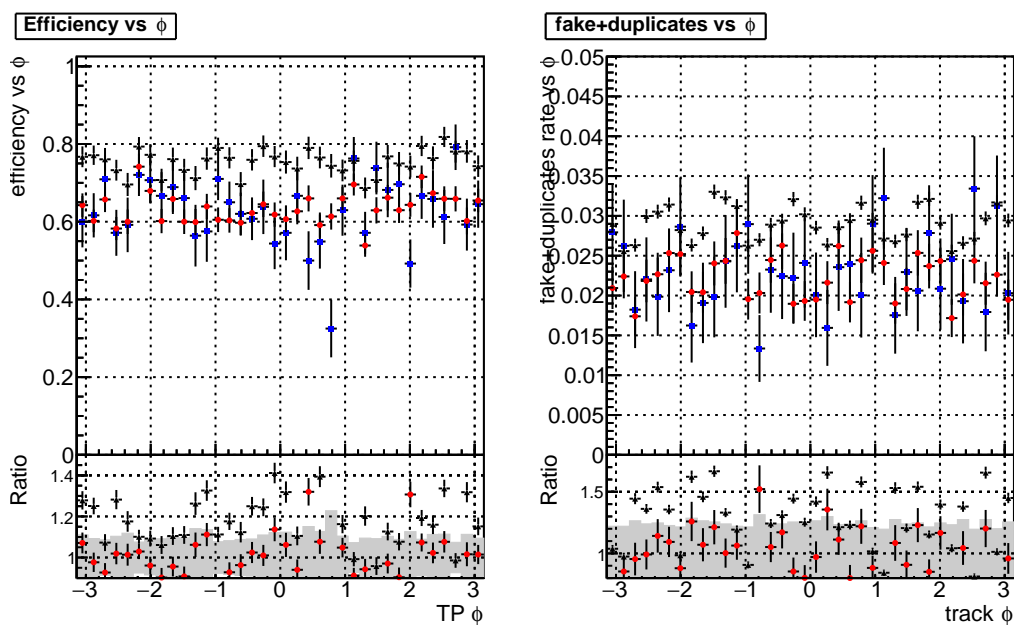 Efficiency vs ϕ
efficiency vs ϕ
1
0.8
0.6
0.4
0.2
0
Ratio
1.4
1.2
1
−3 −2 −1 0 1 2 3
TP ϕ
fake+duplicates vs ϕ
fake+duplicates rate vs ϕ
0.05
0.045
0.04
0.035
0.03
0.025
0.02
0.015
0.01
0.005
0
Ratio
1.5
1
−3 −2 −1 0 1 2 3
track ϕ